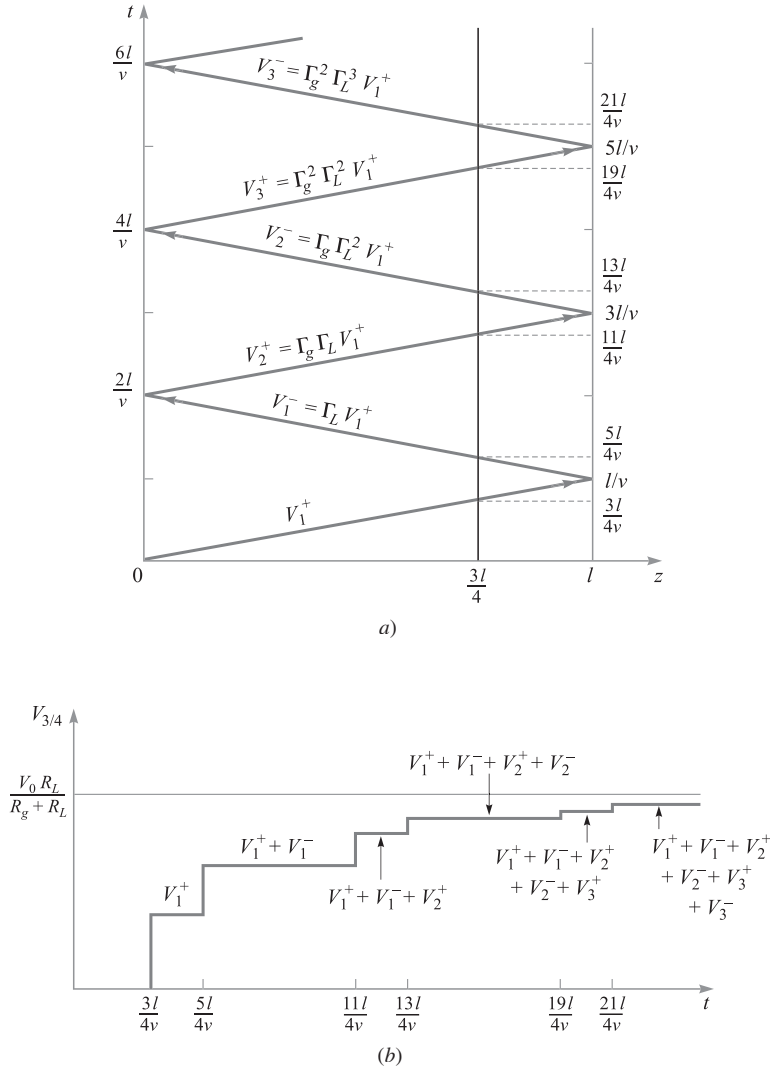 t
6l/v
V₃⁻ = Γg² ΓL³ V₁⁺
21l/4v
5l/v
19l/4v
V₃⁺ = Γg² ΓL² V₁⁺
4l/v
V₂⁻ = Γg ΓL² V₁⁺
13l/4v
3l/v
11l/4v
V₂⁺ = Γg ΓL V₁⁺
2l/v
V₁⁻ = ΓL V₁⁺
5l/4v
l/v
3l/4v
V₁⁺
0 3l/4 l z
a)
V₃/₄
V₁⁺ + V₁⁻ + V₂⁺ + V₂⁻
V₀ RL / Rg + RL
V₁⁺ + V₁⁻
V₁⁺
V₁⁺ + V₁⁻ + V₂⁺
V₁⁺ + V₁⁻ + V₂⁺
+ V₂⁻ + V₃⁺
V₁⁺ + V₁⁻ + V₂⁺
+ V₂⁻ + V₃⁺
+ V₃⁻
3l/4v 5l/4v 11l/4v 13l/4v 19l/4v 21l/4v t
(b)